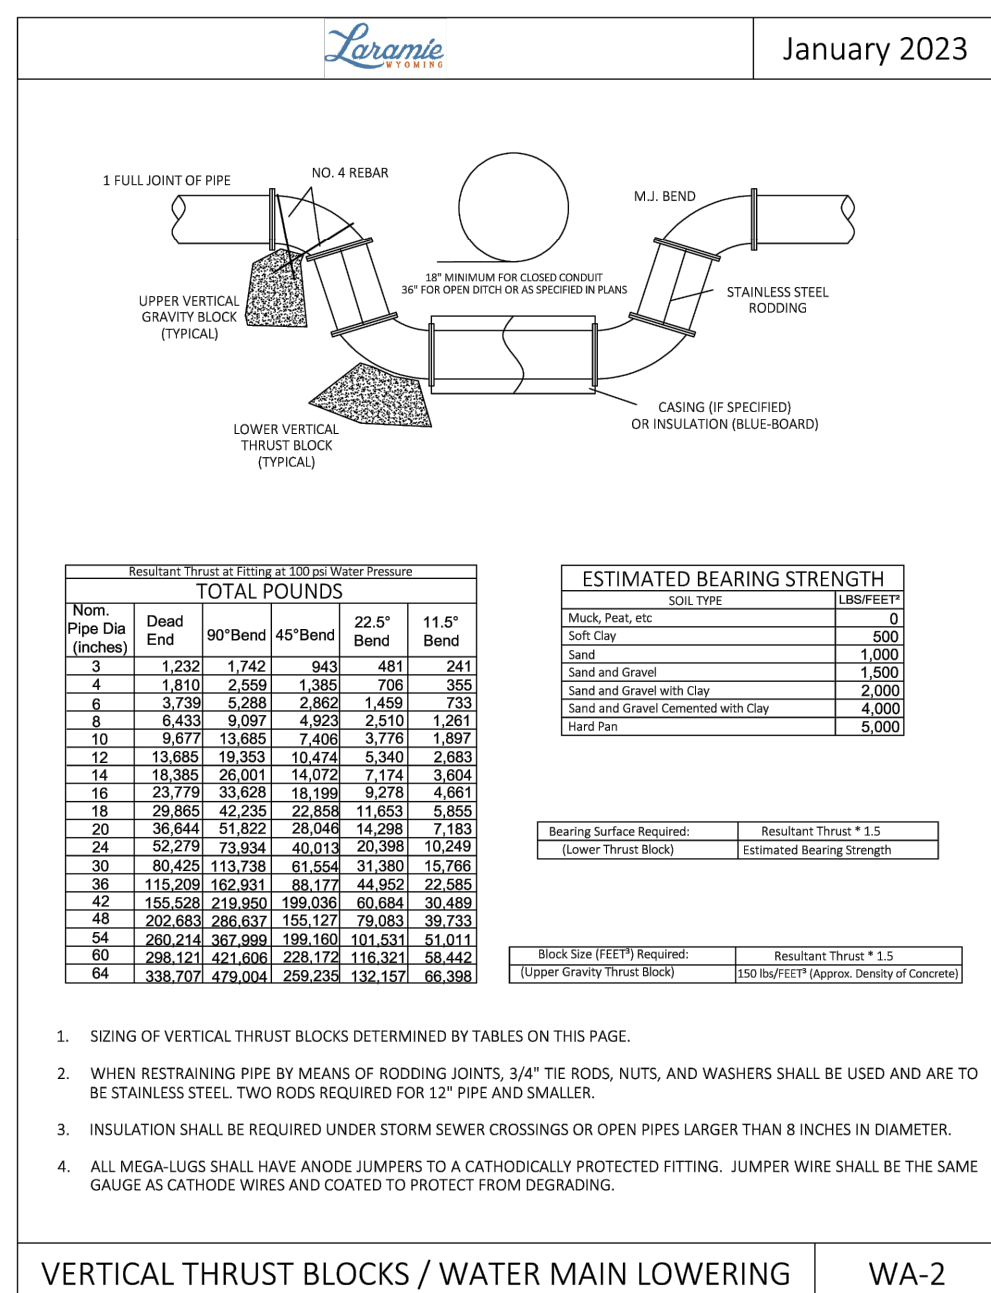 Laramie
WYOMING
January 2023
1 FULL JOINT OF PIPE
NO. 4 REBAR
M.J. BEND
18" MINIMUM FOR CLOSED CONDUIT
36" FOR OPEN DITCH OR AS SPECIFIED IN PLANS
UPPER VERTICAL
GRAVITY BLOCK
(TYPICAL)
STAINLESS STEEL
RODDING
CASING (IF SPECIFIED)
OR INSULATION (BLUE-BOARD)
LOWER VERTICAL
THRUST BLOCK
(TYPICAL)
Resultant Thrust at Fitting at 100 psi Water Pressure
TOTAL POUNDS
Nom. Pipe Dia (inches) Dead End 90°Bend 45°Bend 22.5° Bend 11.5° Bend
3 1,232 1,742 943 481 241
4 1,810 2,559 1,385 706 355
6 3,739 5,288 2,862 1,459 733
8 6,433 9,097 4,923 2,510 1,261
10 9,677 13,685 7,406 3,776 1,897
12 13,685 19,353 10,474 5,340 2,683
14 18,385 26,001 14,072 7,174 3,604
16 23,779 33,628 18,199 9,278 4,661
18 29,865 42,235 22,858 11,653 5,855
20 36,644 51,822 28,046 14,298 7,183
24 52,279 73,934 40,013 20,398 10,249
30 80,425 113,738 61,554 31,380 15,766
36 115,209 162,931 88,177 44,952 22,585
42 155,528 219,950 199,036 60,684 30,489
48 202,683 286,637 155,127 79,083 39,733
54 260,214 367,999 199,160 101,531 51,011
60 298,121 421,606 228,172 116,321 58,442
64 338,707 479,004 259,235 132,157 66,398
ESTIMATED BEARING STRENGTH
SOIL TYPE LBS/FEET²
Muck, Peat, etc 0
Soft Clay 500
Sand 1,000
Sand and Gravel 1,500
Sand and Gravel with Clay 2,000
Sand and Gravel Cemented with Clay 4,000
Hard Pan 5,000
Bearing Surface Required: Resultant Thrust * 1.5
(Lower Thrust Block) Estimated Bearing Strength
Block Size (FEET³) Required: Resultant Thrust * 1.5
(Upper Gravity Thrust Block) 150 lbs/FEET³ (Approx. Density of Concrete)
1. SIZING OF VERTICAL THRUST BLOCKS DETERMINED BY TABLES ON THIS PAGE.
2. WHEN RESTRAINING PIPE BY MEANS OF RODDING JOINTS, 3/4" TIE RODS, NUTS, AND WASHERS SHALL BE USED AND ARE TO
BE STAINLESS STEEL. TWO RODS REQUIRED FOR 12" PIPE AND SMALLER.
3. INSULATION SHALL BE REQUIRED UNDER STORM SEWER CROSSINGS OR OPEN PIPES LARGER THAN 8 INCHES IN DIAMETER.
4. ALL MEGA-LUGS SHALL HAVE ANODE JUMPERS TO A CATHODICALLY PROTECTED FITTING. JUMPER WIRE SHALL BE THE SAME
GAUGE AS CATHODE WIRES AND COATED TO PROTECT FROM DEGRADING.
VERTICAL THRUST BLOCKS / WATER MAIN LOWERING
WA-2